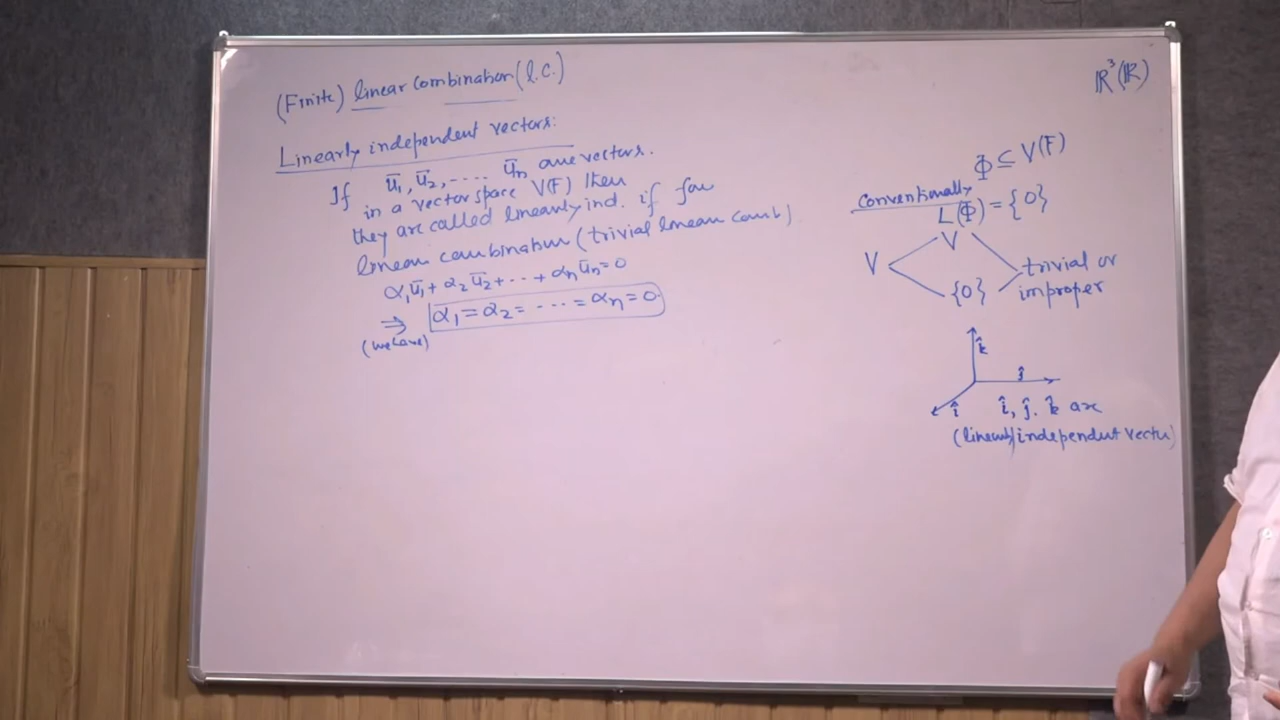 (Finite) linear combination (l.c.)
Linearly independent vectors:
If ū₁, ū₂, ---- ūₙ are vectors.
in a vector space V(F) then
they are called linearly ind. if for
linear combination (trivial linear comb)
α₁ū₁ + α₂ū₂ + ··· + αₙūₙ = 0
⇒ α₁ = α₂ = ---- = αₙ = 0.
(we have)
ℝ³(ℝ)
Φ ⊆ V(F)
Conventionally
L(Φ) = {0}
V
V
{0}
trivial or
improper
k̂
ĵ
î
î, ĵ, k̂ are
(linearly) independent vector